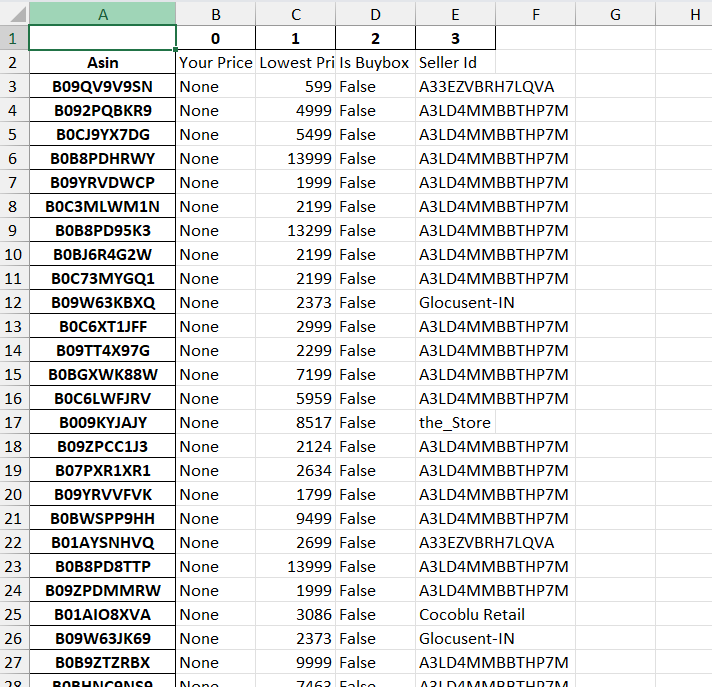 A B C D E F G H
1 0 1 2 3
2 Asin Your Price Lowest Pri Is Buybox Seller Id
3 B09QV9V9SN None 599 False A33EZVBRH7LQVA
4 B092PQBKR9 None 4999 False A3LD4MMBBTHP7M
5 B0CJ9YX7DG None 5499 False A3LD4MMBBTHP7M
6 B0B8PDHRWY None 13999 False A3LD4MMBBTHP7M
7 B09YRVDWCP None 1999 False A3LD4MMBBTHP7M
8 B0C3MLWM1N None 2199 False A3LD4MMBBTHP7M
9 B0B8PD95K3 None 13299 False A3LD4MMBBTHP7M
10 B0BJ6R4G2W None 2199 False A3LD4MMBBTHP7M
11 B0C73MYGQ1 None 2199 False A3LD4MMBBTHP7M
12 B09W63KBXQ None 2373 False Glocusent-IN
13 B0C6XT1JFF None 2999 False A3LD4MMBBTHP7M
14 B09TT4X97G None 2299 False A3LD4MMBBTHP7M
15 B0BGXWK88W None 7199 False A3LD4MMBBTHP7M
16 B0C6LWFJRV None 5959 False A3LD4MMBBTHP7M
17 B009KYJAJY None 8517 False the_Store
18 B09ZPCC1J3 None 2124 False A3LD4MMBBTHP7M
19 B07PXR1XR1 None 2634 False A3LD4MMBBTHP7M
20 B09YRVVFVK None 1799 False A3LD4MMBBTHP7M
21 B0BWSPP9HH None 9499 False A3LD4MMBBTHP7M
22 B01AYSNHVQ None 2699 False A33EZVBRH7LQVA
23 B0B8PD8TTP None 13999 False A3LD4MMBBTHP7M
24 B09ZPDMMRW None 1999 False A3LD4MMBBTHP7M
25 B01AIO8XVA None 3086 False Cocoblu Retail
26 B09W63JK69 None 2373 False Glocusent-IN
27 B0B9ZTZRBX None 9999 False A3LD4MMBBTHP7M
28 B0BHNC9NS9 None 7463 False A3LD4MMBBTHP7M